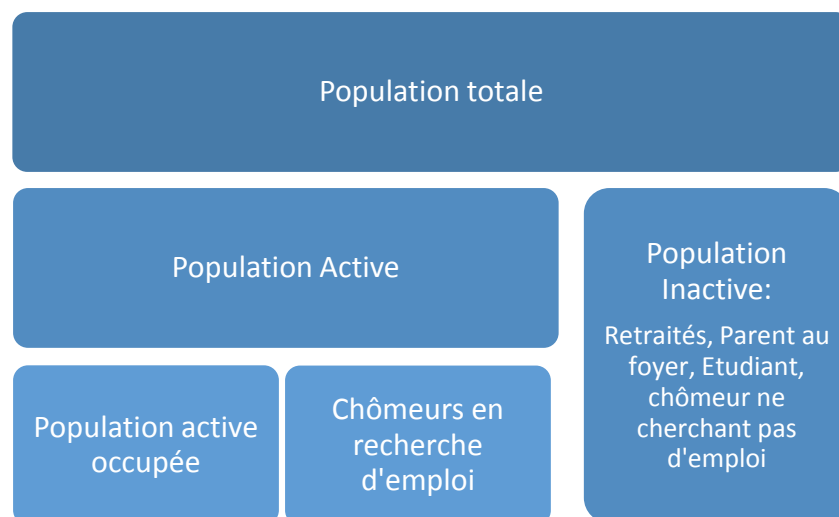 Population totale
Population Active
Population
Inactive:
Retraités, Parent au
foyer, Etudiant,
chômeur ne
cherchant pas
d'emploi
Population active
occupée
Chômeurs en
recherche
d'emploi